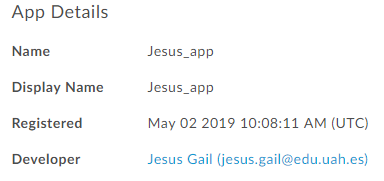 App Details
Name Jesus_app
Display Name Jesus_app
Registered May 02 2019 10:08:11 AM (UTC)
Developer Jesus Gail (jesus.gail@edu.uah.es)